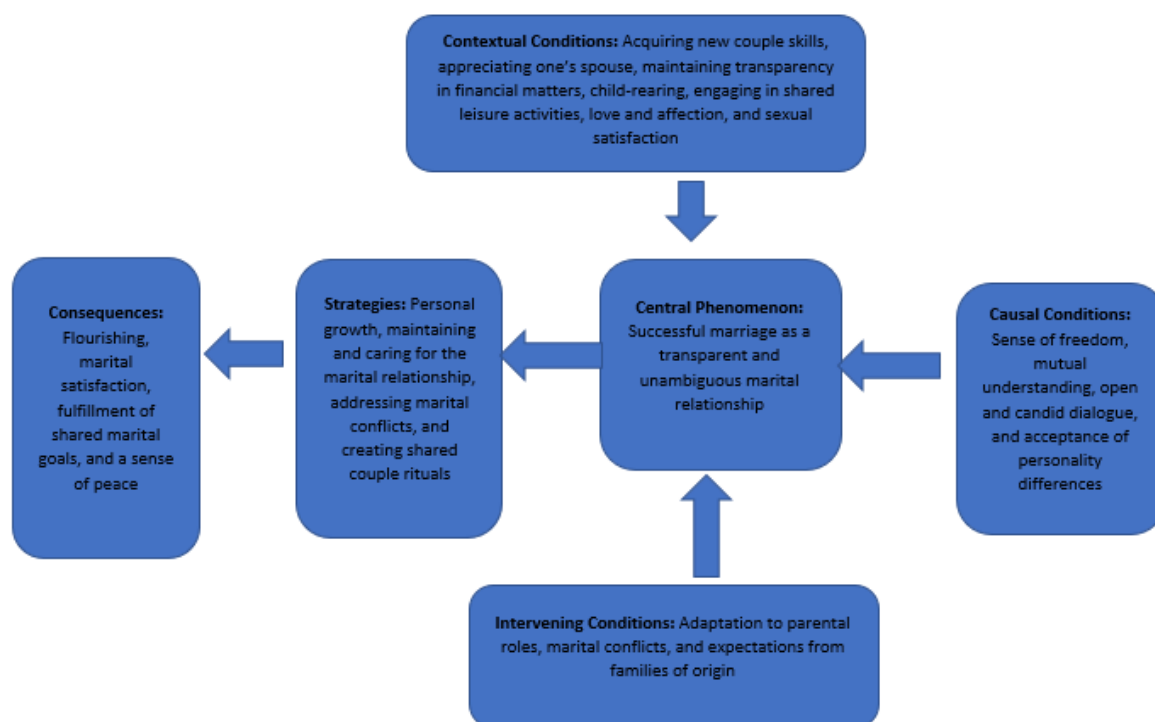 Contextual Conditions: Acquiring new couple skills,
appreciating one’s spouse, maintaining transparency
in financial matters, child-rearing, engaging in shared
leisure activities, love and affection, and sexual
satisfaction
Consequences:
Flourishing,
marital
satisfaction,
fulfillment of
shared marital
goals, and a sense
of peace
Strategies: Personal
growth, maintaining
and caring for the
marital relationship,
addressing marital
conflicts, and
creating shared
couple rituals
Central Phenomenon:
Successful marriage as a
transparent and
unambiguous marital
relationship
Causal Conditions:
Sense of freedom,
mutual
understanding, open
and candid dialogue,
and acceptance of
personality
differences
Intervening Conditions: Adaptation to parental
roles, marital conflicts, and expectations from
families of origin